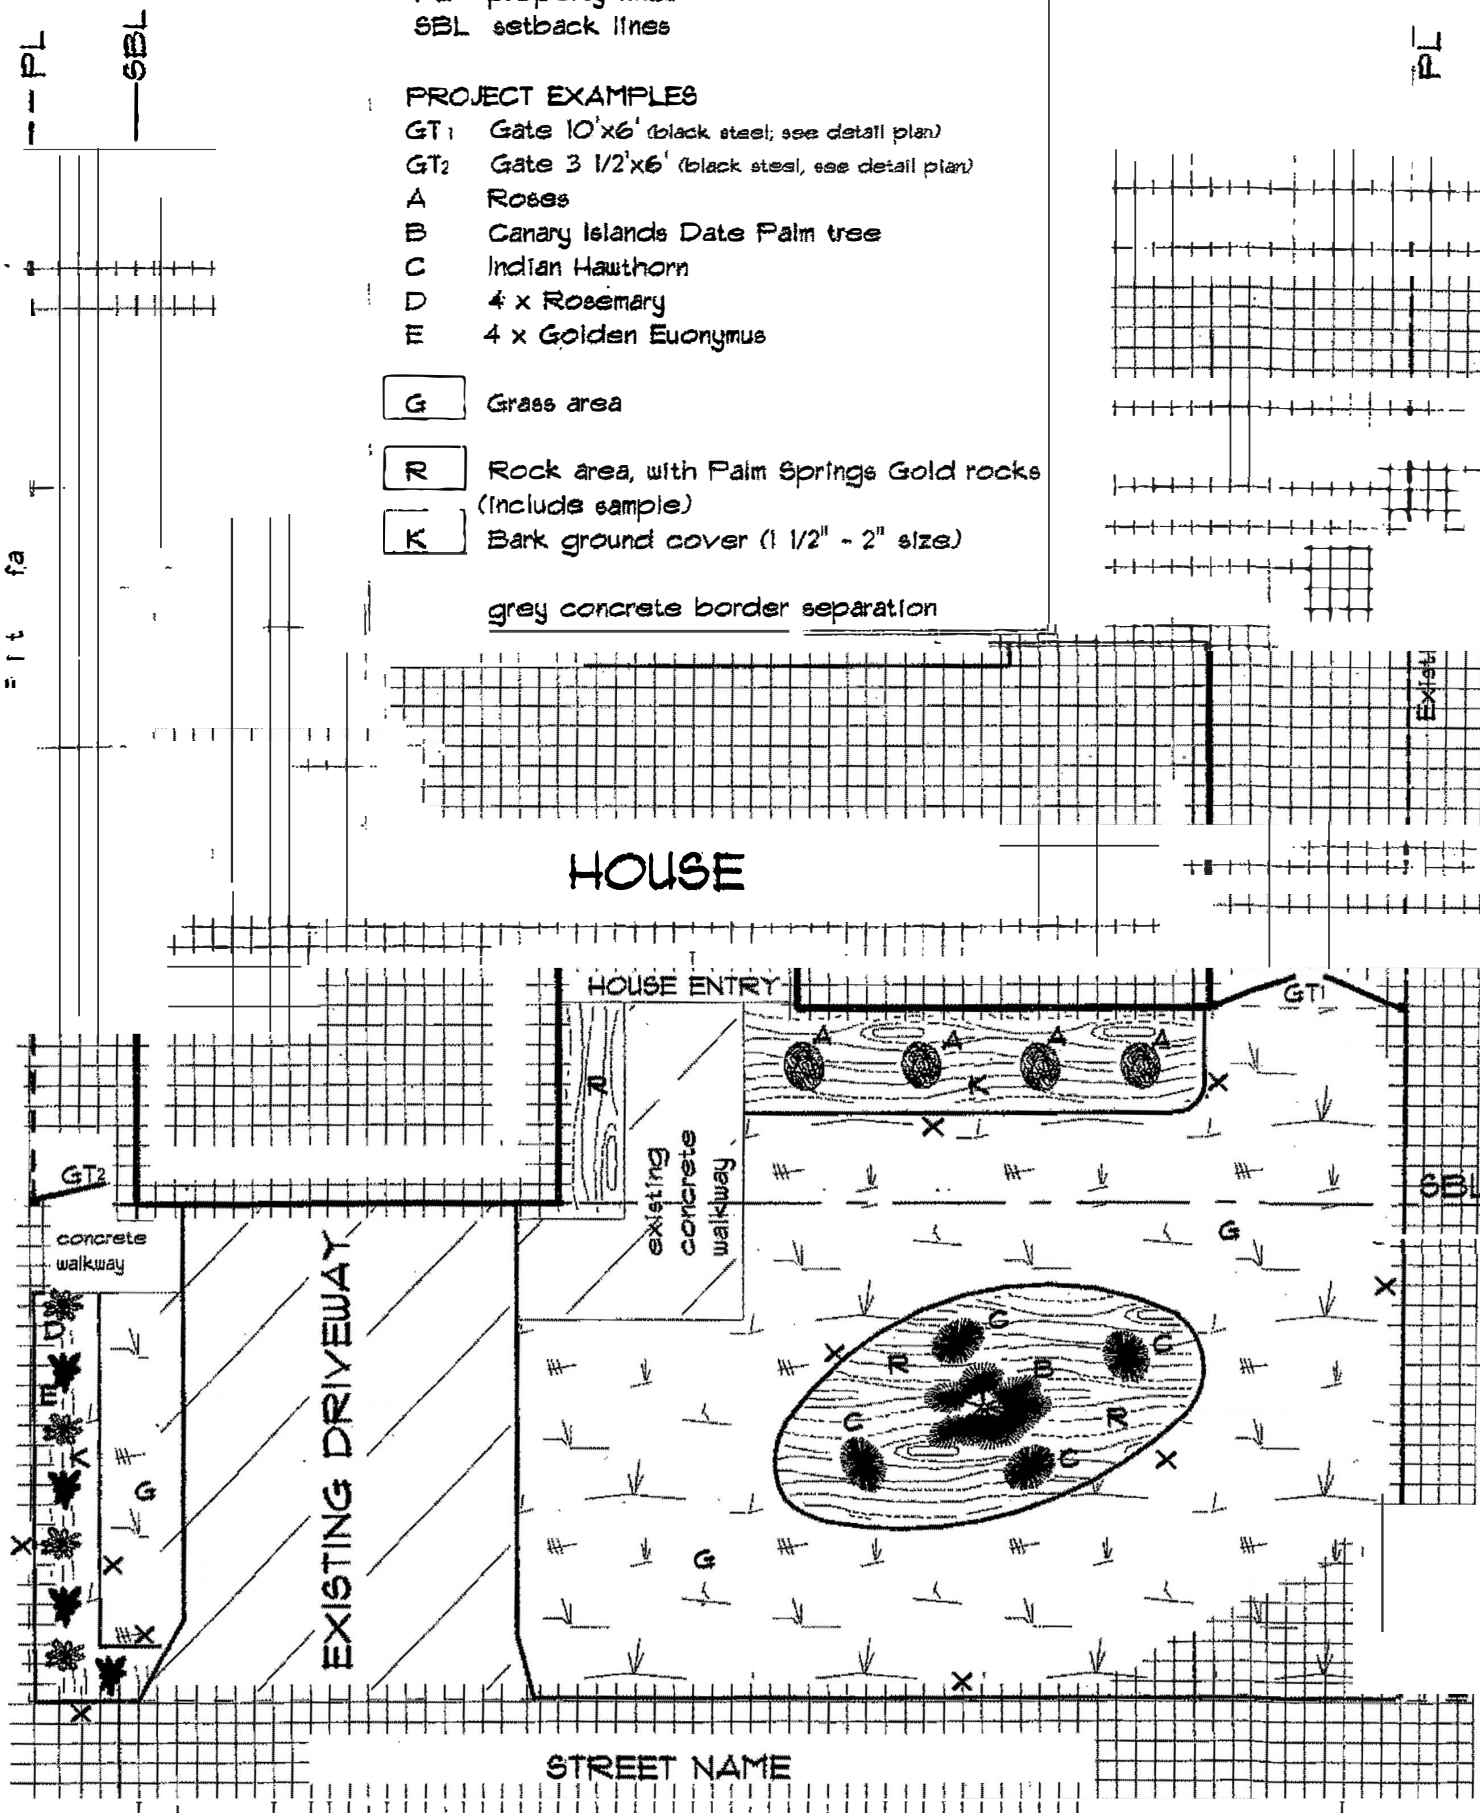 PL
SBL
PL
SBL setback lines
PROJECT EXAMPLES
GT1 Gate 10'x6' (black steel; see detail plan)
GT2 Gate 3 1/2'x6' (black steel, see detail plan)
A Roses
B Canary Islands Date Palm tree
C Indian Hawthorn
D 4 x Rosemary
E 4 x Golden Euonymus
G Grass area
R Rock area, with Palm Springs Gold rocks
(include sample)
K Bark ground cover (1 1/2" - 2" size)
grey concrete border separation
HOUSE
HOUSE ENTRY
GT1
A A A A
R
K
X
X
existing
concrete
walkway
GT2
SBL
concrete
walkway
G
EXISTING DRIVEWAY
X
D
C
C
X
R
B
E
C
R
K
C
X
G
X
X
G
X
X
X
STREET NAME